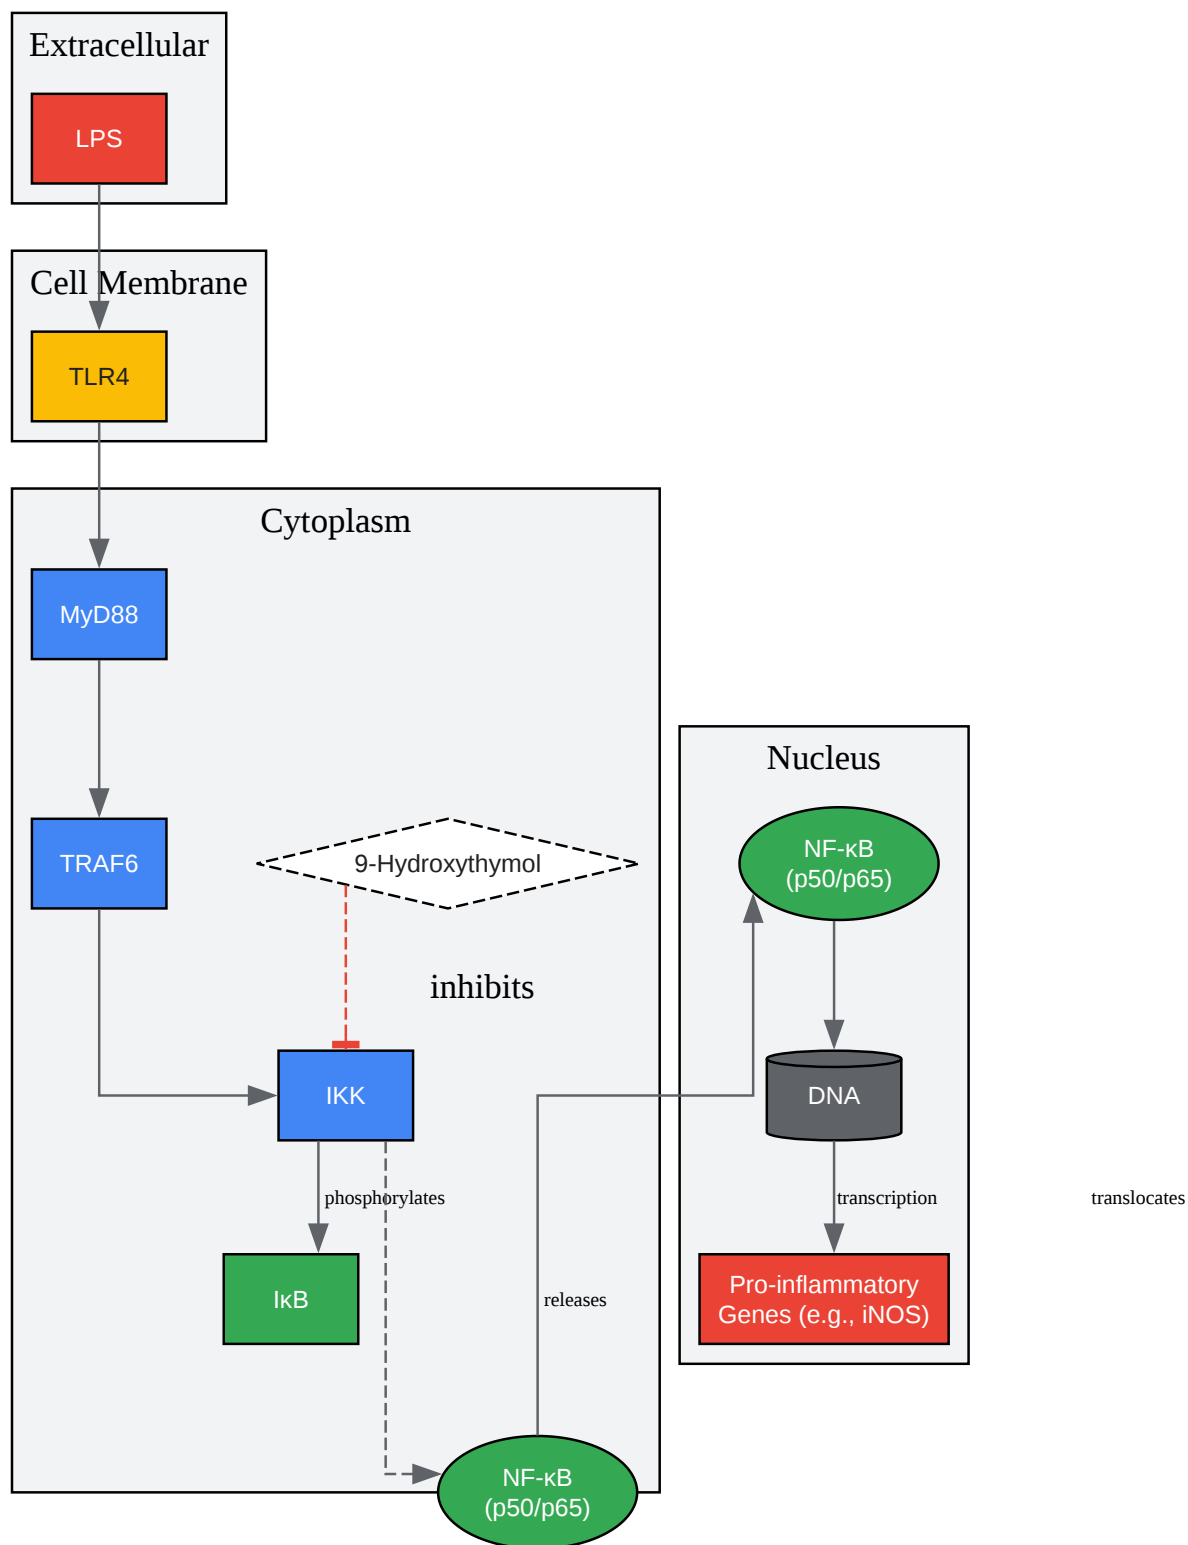 Extracellular
LPS
Cell Membrane
TLR4
Cytoplasm
MyD88
Nucleus
TRAF6
9-Hydroxythymol
NF-κB
(p50/p65)
inhibits
IKK
DNA
phosphorylates
transcription
translocates
IκB
releases
Pro-inflammatory
Genes (e.g., iNOS)
NF-κB
(p50/p65)